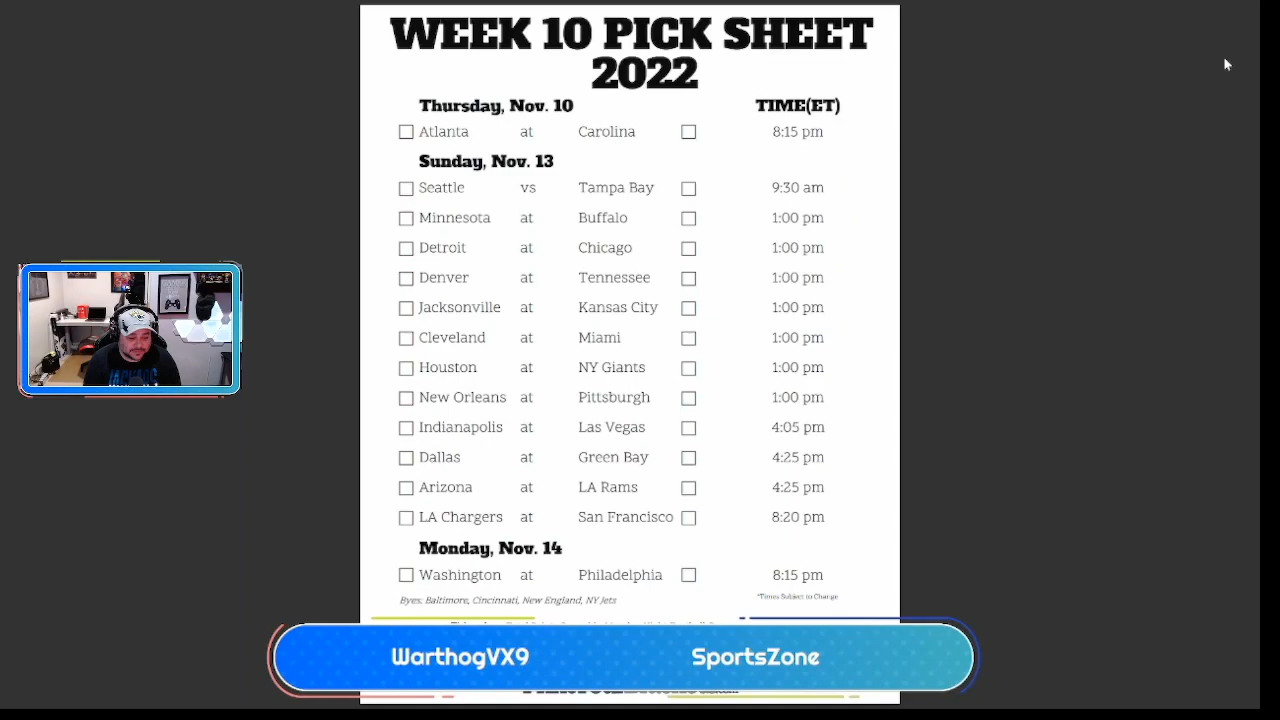 WEEK 10 PICK SHEET
2022
Thursday, Nov. 10 TIME(ET)
Atlanta at Carolina 8:15 pm
Sunday, Nov. 13
Seattle vs Tampa Bay 9:30 am
Minnesota at Buffalo 1:00 pm
Detroit at Chicago 1:00 pm
Denver at Tennessee 1:00 pm
Jacksonville at Kansas City 1:00 pm
Cleveland at Miami 1:00 pm
Houston at NY Giants 1:00 pm
New Orleans at Pittsburgh 1:00 pm
Indianapolis at Las Vegas 4:05 pm
Dallas at Green Bay 4:25 pm
Arizona at LA Rams 4:25 pm
LA Chargers at San Francisco 8:20 pm
Monday, Nov. 14
Washington at Philadelphia 8:15 pm
Byes: Baltimore, Cincinnati, New England, NY Jets *Times Subject to Change
WarthogVX9 SportsZone